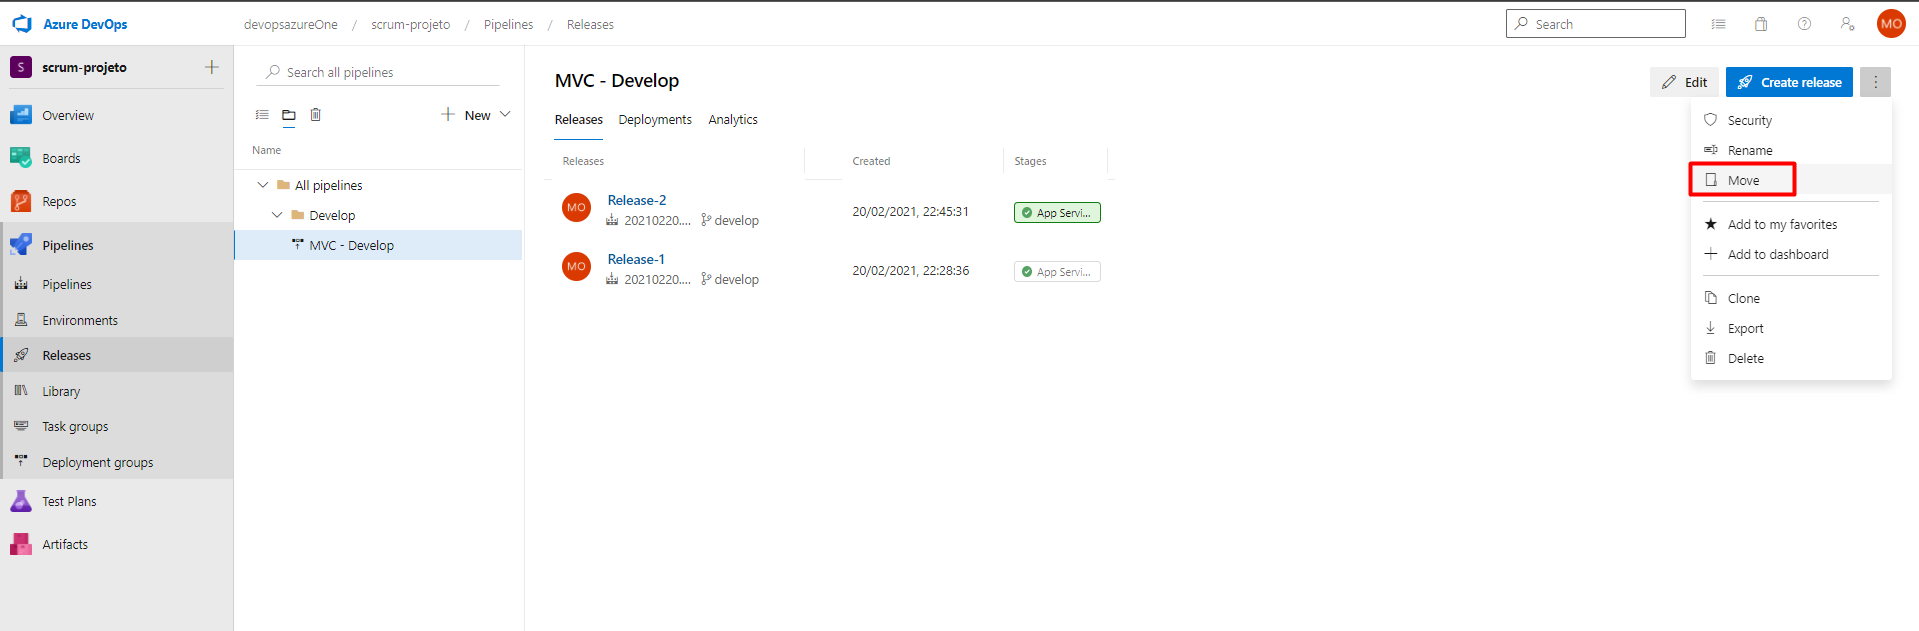 Azure DevOps
devopsazureOne / scrum-projeto / Pipelines / Releases
Search
MO
S scrum-projeto
Overview
Boards
Repos
Pipelines
Pipelines
Environments
Releases
Library
Task groups
Deployment groups
Test Plans
Artifacts
Search all pipelines
New
Name
All pipelines
Develop
MVC - Develop
MVC - Develop
Edit
Create release
Releases Deployments Analytics
Releases Created Stages
MO Release-2
20210220.... develop
20/02/2021, 22:45:31
App Servi...
MO Release-1
20210220.... develop
20/02/2021, 22:28:36
App Servi...
Security
Rename
Move
Add to my favorites
Add to dashboard
Clone
Export
Delete